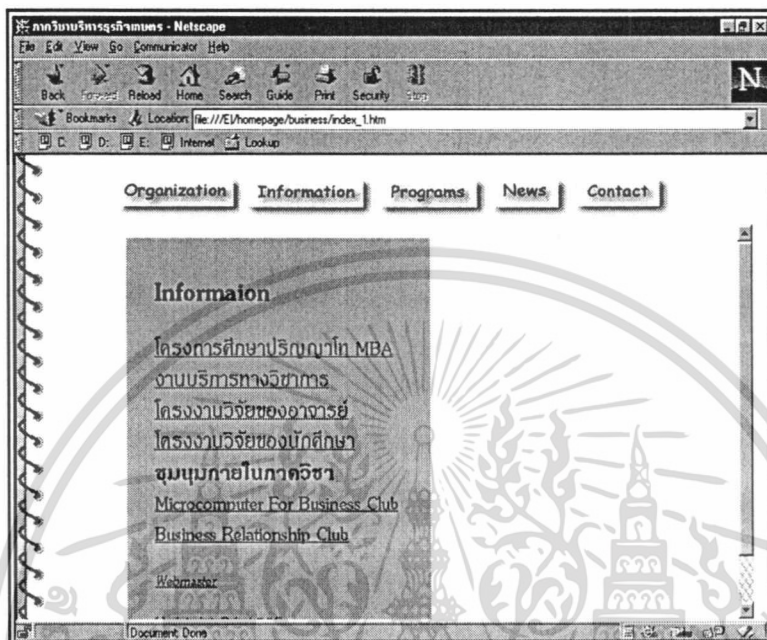 ภาควิชาบริหารธุรกิจเกษตร - Netscape
File Edit View Go Communicator Help
Back Forward Reload Home Search Guide Print Security Stop
N
Bookmarks Location: file:///E|/homepage/business/index_1.htm
C: D: E: Internet Lookup
Organization Information Programs News Contact
Informaion
โครงการศึกษาปริญญาโท MBA
งานบริการทางวิชาการ
โครงงานวิจัยของอาจารย์
โครงงานวิจัยของนักศึกษา
ชุมนุมภายในภาควิชา
Microcomputer For Business Club
Business Relationship Club
Webmaster
Document: Done